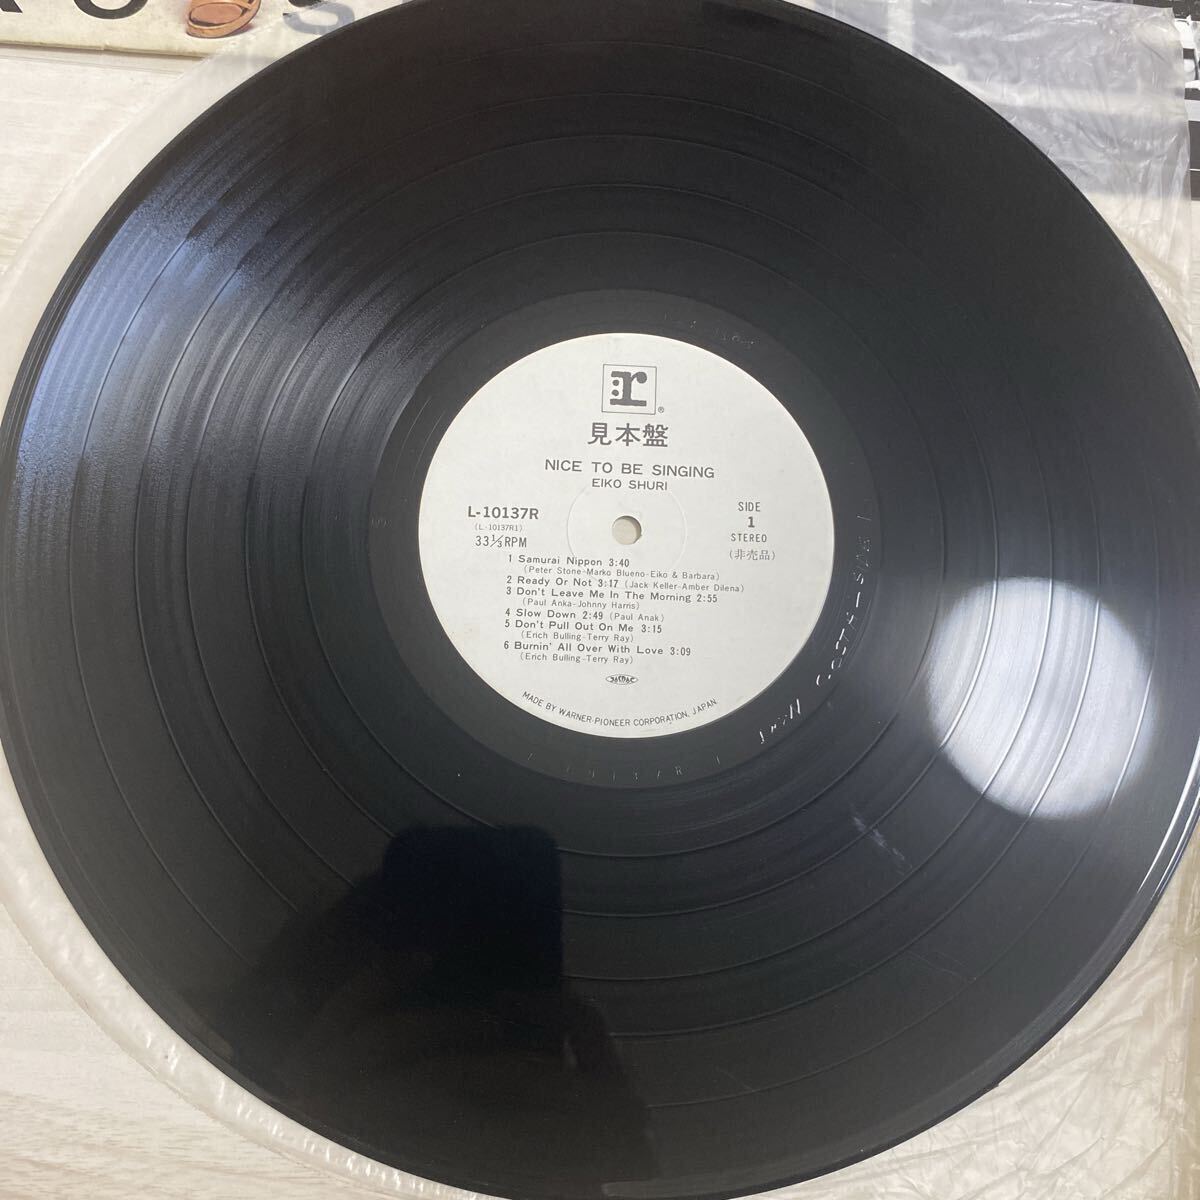 :r
®
見本盤
NICE TO BE SINGING
EIKO SHURI
L-10137R
(L-10137R1)
33 1/3 RPM
SIDE
1
STEREO
(非売品)
1 Samurai Nippon 3:40
(Peter Stone-Marko Blueno-Eiko & Barbara)
2 Ready Or Not 3:17 (Jack Keller-Amber Dilena)
3 Don't Leave Me In The Morning 2:55
(Paul Anka-Johnny Harris)
4 Slow Down 2:49 (Paul Anak)
5 Don't Pull Out On Me 3:15
(Erich Bulling-Terry Ray)
6 Burnin' All Over With Love 3:09
(Erich Bulling-Terry Ray)
MADE BY WARNER-PIONEER CORPORATION, JAPAN.